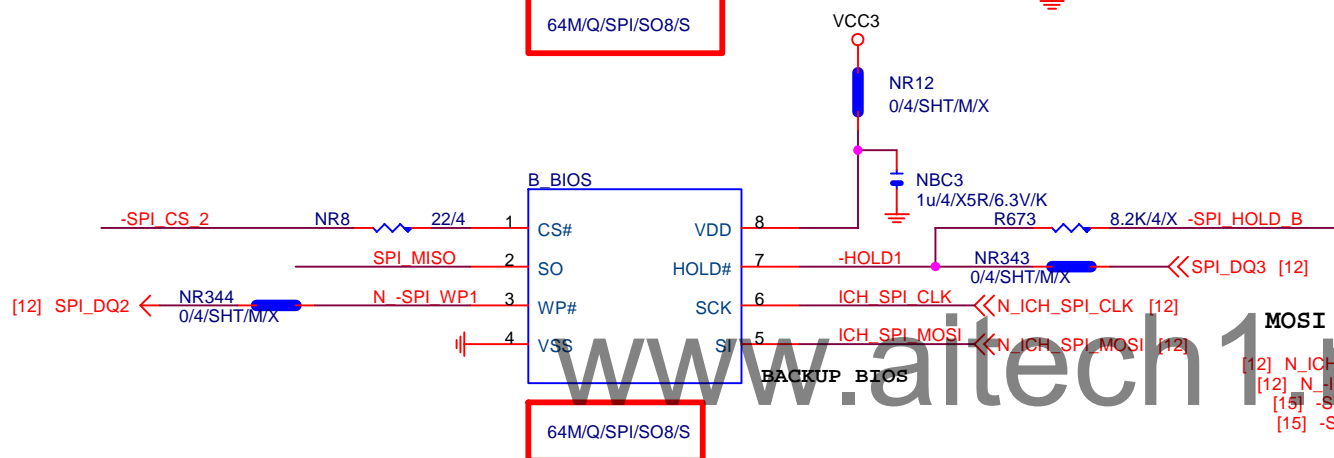 64M/Q/SPI/SO8/S
VCC3
NR12
0/4/SHT/M/X
B_BIOS
NBC3
1u/4/X5R/6.3V/K
-SPI_CS_2 NR8 22/4 1 CS# VDD 8 R673 8.2K/4/X -SPI_HOLD_B
SPI_MISO 2 SO HOLD# 7 -HOLD1 NR343 SPI_DQ3 [12]
0/4/SHT/M/X
[12] SPI_DQ2 NR344 N_-SPI_WP1 3 WP# SCK 6 ICH_SPI_CLK N_ICH_SPI_CLK [12]
0/4/SHT/M/X
4 VSS SI 5 ICH_SPI_MOSI N_ICH_SPI_MOSI [12]
MOSI
www.aitech1.
BACKUP BIOS
[12] N_ICH
[12] N_-I
[15] -S
[15] -S
64M/Q/SPI/SO8/S